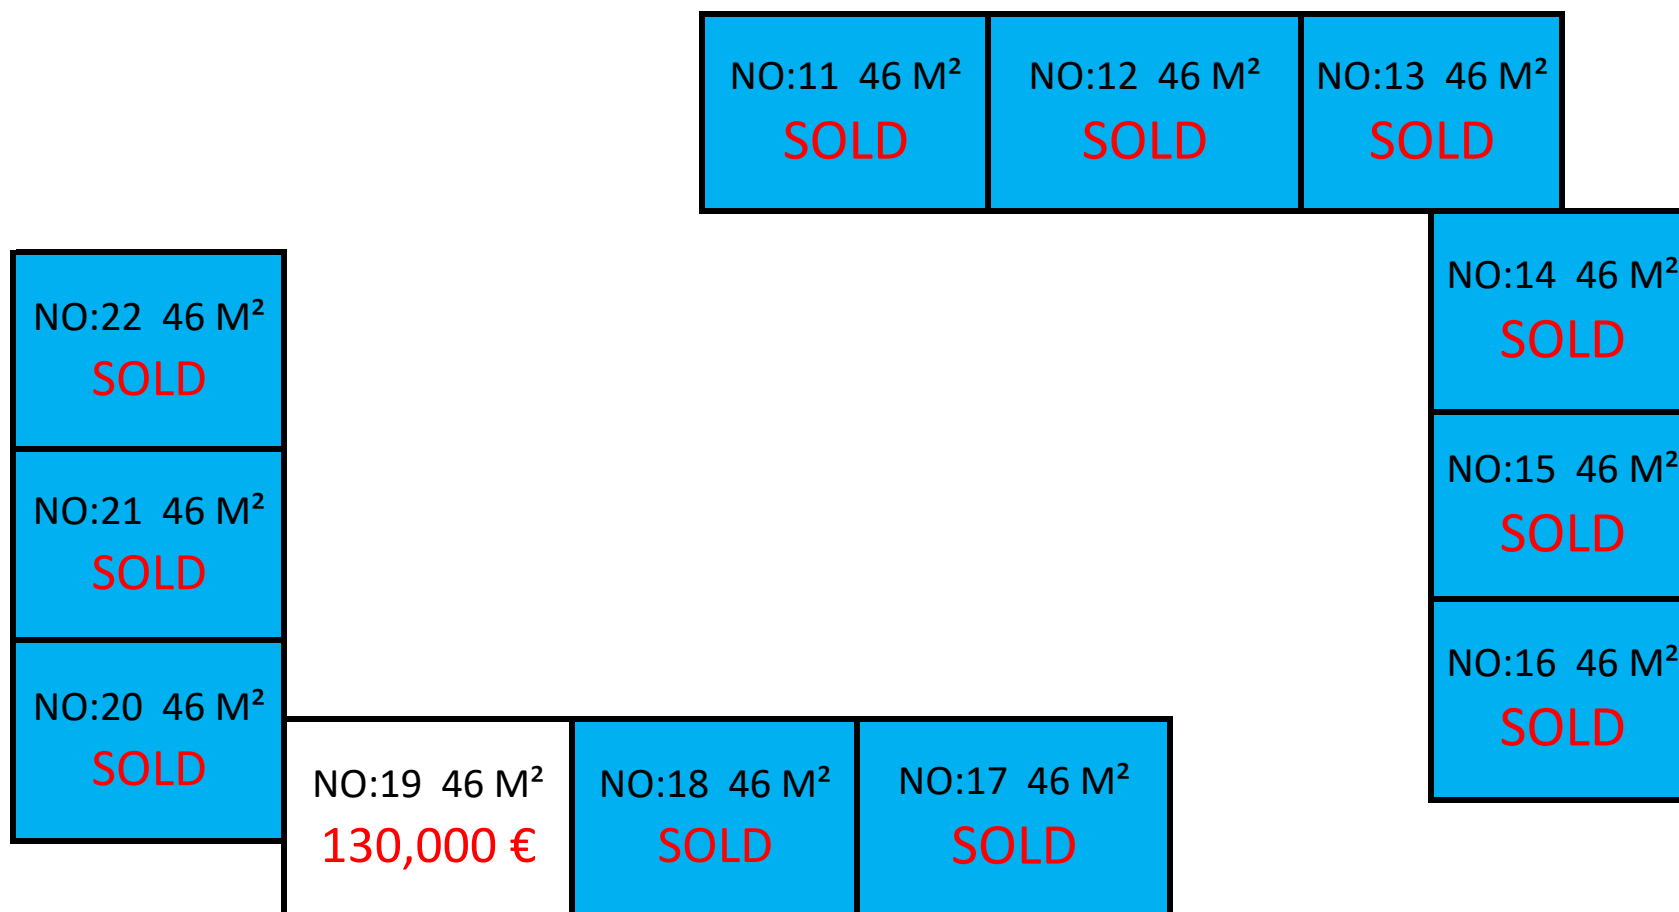 NO:11 46 M²
SOLD
NO:12 46 M²
SOLD
NO:13 46 M²
SOLD
NO:14 46 M²
SOLD
NO:15 46 M²
SOLD
NO:16 46 M²
SOLD
NO:22 46 M²
SOLD
NO:21 46 M²
SOLD
NO:20 46 M²
SOLD
NO:19 46 M²
130,000 €
NO:18 46 M²
SOLD
NO:17 46 M²
SOLD